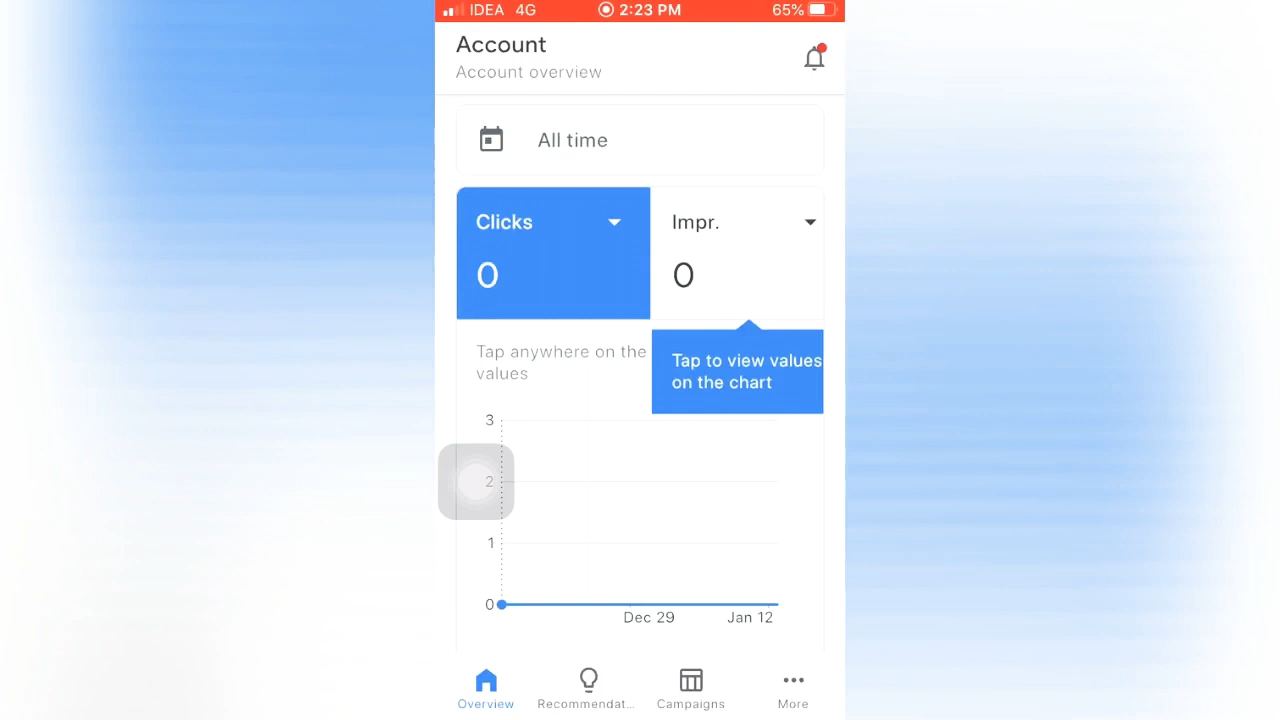 IDEA 4G 2:23 PM 65%
Account
Account overview
All time
Clicks Impr.
0 0
Tap anywhere on the
values
Tap to view values
on the chart
3
2
1
0
Dec 29 Jan 12
Overview Recommendat... Campaigns More